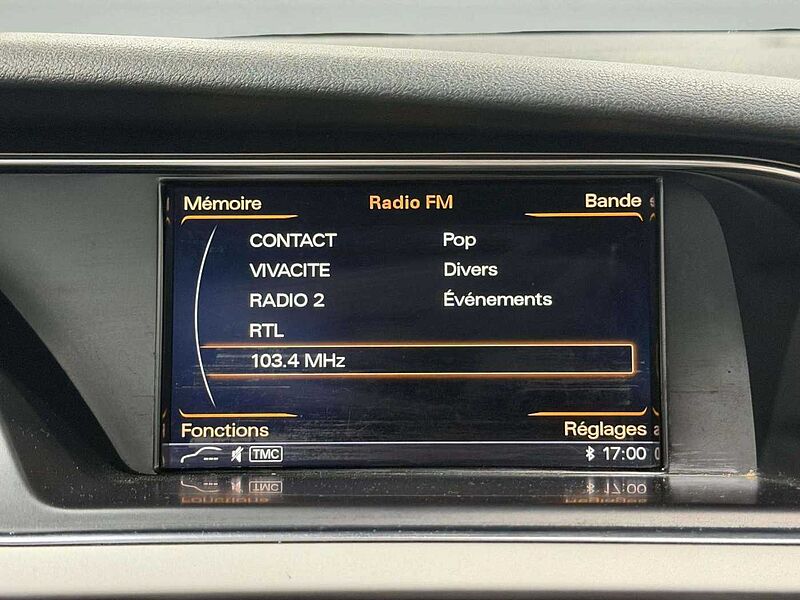 Mémoire Radio FM Bande
CONTACT Pop
VIVACITE Divers
RADIO 2 Événements
RTL
103.4 MHz
Fonctions Réglages
--- TMC 17:00